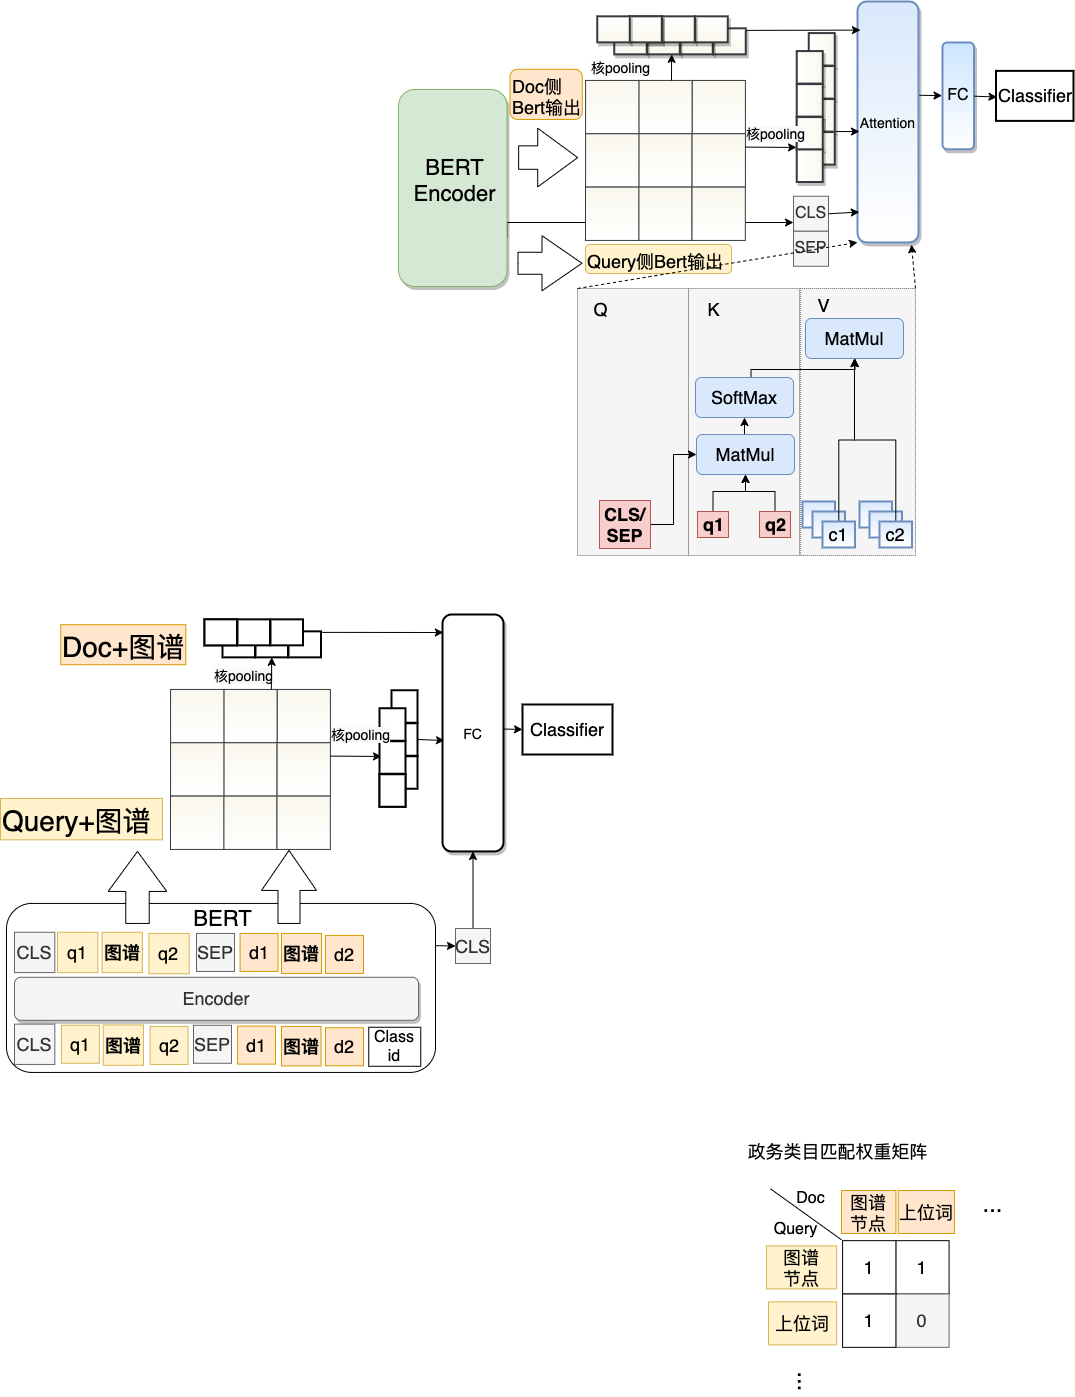 核pooling
Doc侧
Bert输出
核pooling
BERT
Encoder
Attention
FC
Classifier
CLS
SEP
Query侧Bert输出
Q
K
V
MatMul
SoftMax
MatMul
CLS/
SEP
q1
q2
c1
c2
Doc+图谱
核pooling
核pooling
FC
Classifier
Query+图谱
BERT
CLS
q1
图谱
q2
SEP
d1
图谱
d2
CLS
Encoder
CLS
q1
图谱
q2
SEP
d1
图谱
d2
Class
id
政务类目匹配权重矩阵
Doc
Query
图谱
节点
上位词
...
图谱
节点
1
1
上位词
1
0
...